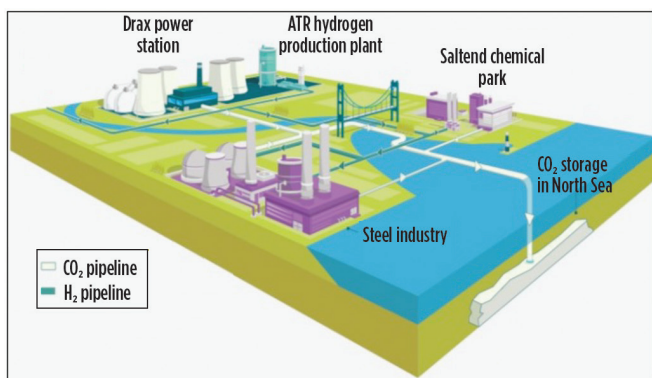 Drax power
station
ATR hydrogen
production plant
Saltend chemical
park
CO₂ storage
in North Sea
Steel industry
CO₂ pipeline
H₂ pipeline